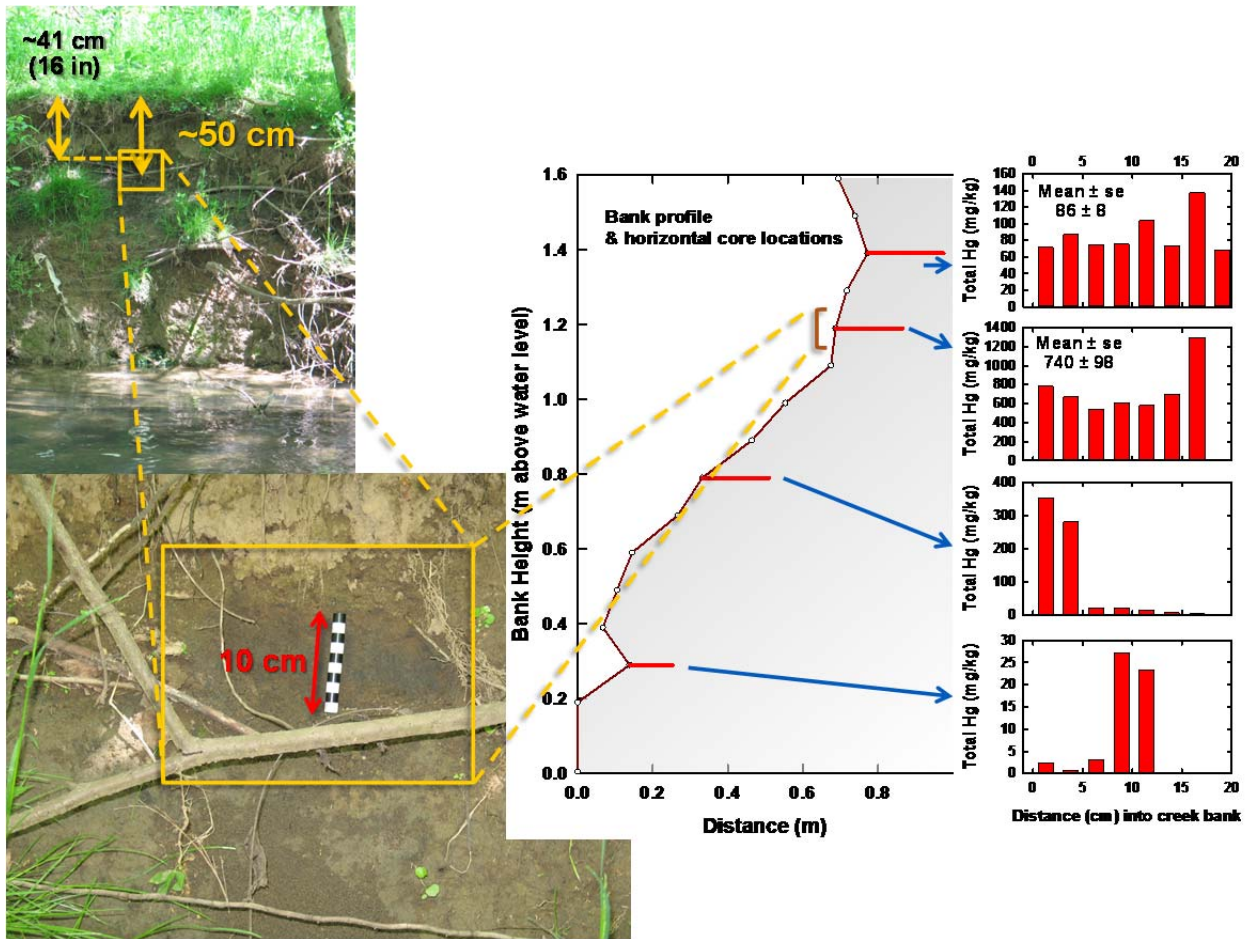 ~41 cm
(16 in)
~50 cm
10 cm
Bank profile
& horizontal core locations
Bank Height (m above water level)
1.6
1.4
1.2
1.0
0.8
0.6
0.4
0.2
0.0
0.0 0.2 0.4 0.6 0.8
Distance (m)
0 5 10 15 20
Total Hg (mg/kg)
160
140
120
100
80
60
40
20
0
Mean ± se
86 ± 8
Total Hg (mg/kg)
1400
1200
1000
800
600
400
200
0
Mean ± se
740 ± 98
Total Hg (mg/kg)
400
300
200
100
0
Total Hg (mg/kg)
30
25
20
15
10
5
0
0 5 10 15 20
Distance (cm) into creek bank